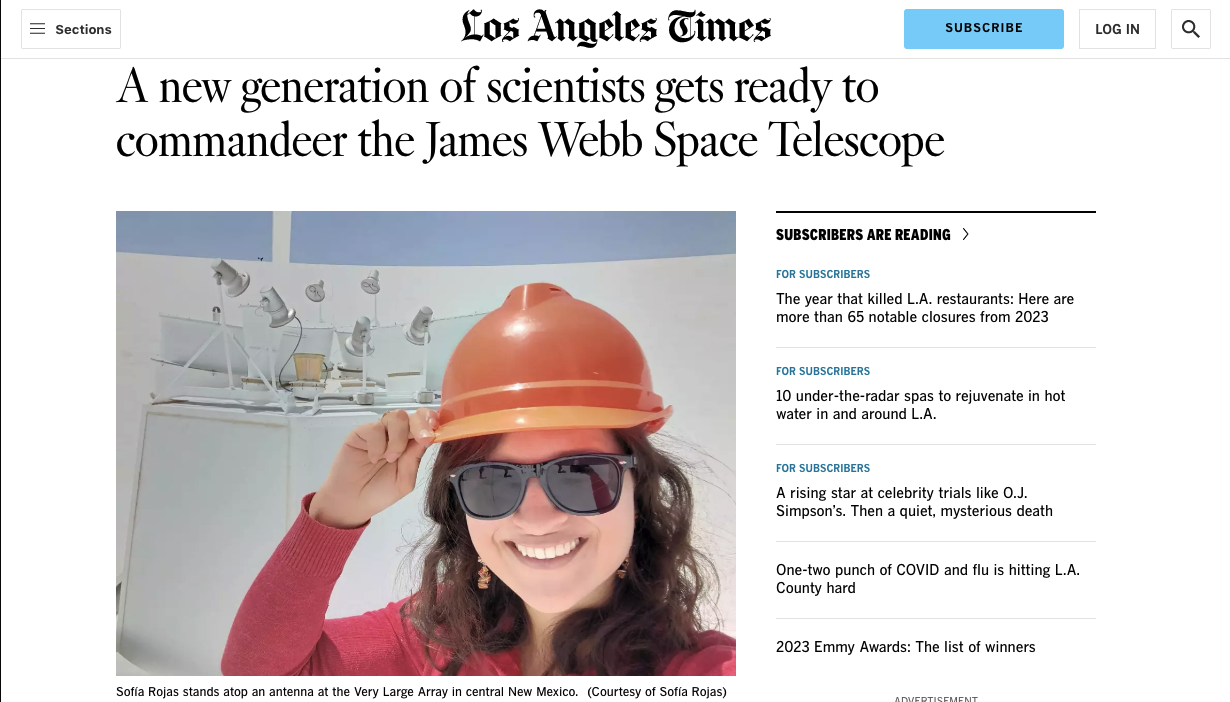 Sections
Los Angeles Times
SUBSCRIBE
LOG IN
A new generation of scientists gets ready to
commandeer the James Webb Space Telescope
SUBSCRIBERS ARE READING
FOR SUBSCRIBERS
The year that killed L.A. restaurants: Here are
more than 65 notable closures from 2023
FOR SUBSCRIBERS
10 under-the-radar spas to rejuvenate in hot
water in and around L.A.
FOR SUBSCRIBERS
A rising star at celebrity trials like O.J.
Simpson’s. Then a quiet, mysterious death
One-two punch of COVID and flu is hitting L.A.
County hard
2023 Emmy Awards: The list of winners
Sofía Rojas stands atop an antenna at the Very Large Array in central New Mexico. (Courtesy of Sofía Rojas)
ADVERTISEMENT